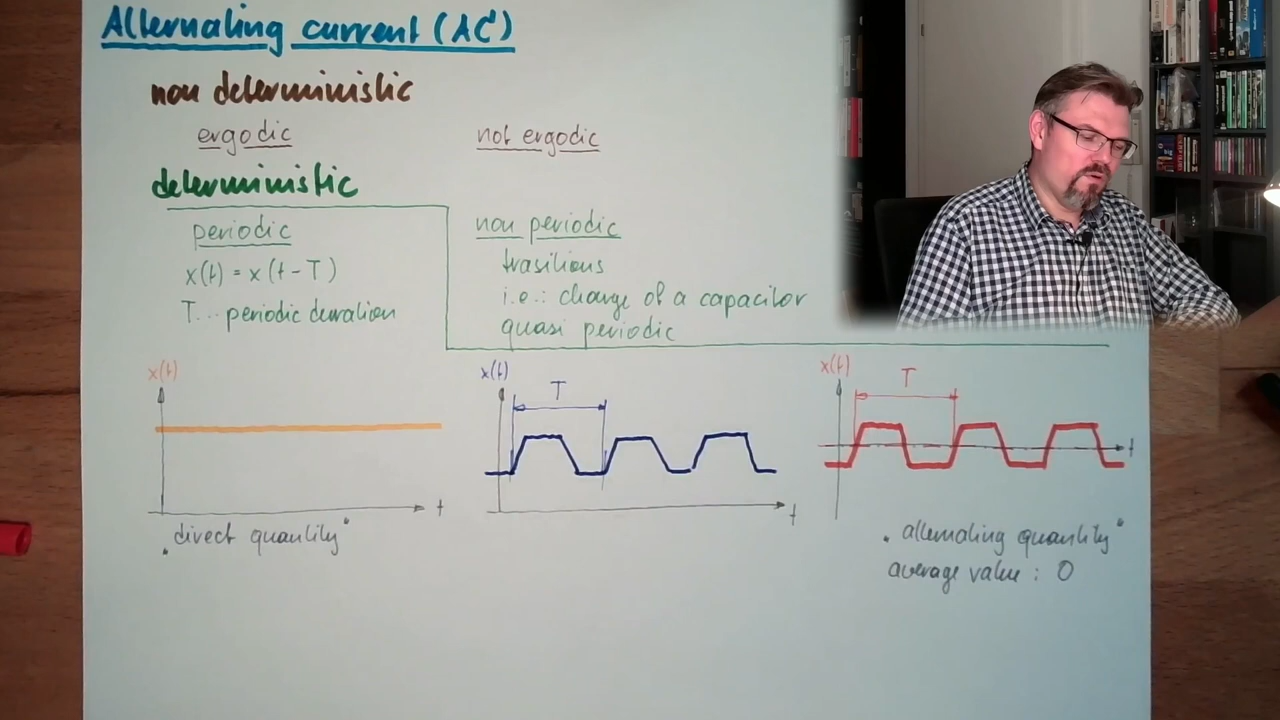 Alternating current (AC)
non deterministic
ergodic
not ergodic
deterministic
periodic
x(t) = x(t-T)
T... periodic duration
non periodic
trasitions
i.e.: charge of a capacitor
quasi periodic
x(t)
t
„direct quantity"
x(t)
T
t
x(t)
T
t
„alternating quantity"
average value: 0